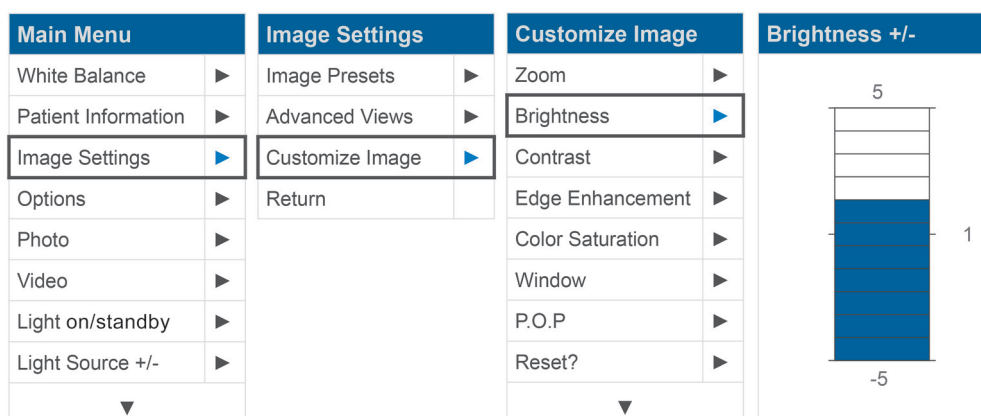 Main Menu
White Balance
Patient Information
Image Settings
Options
Photo
Video
Light on/standby
Light Source +/-
Image Settings
Image Presets
Advanced Views
Customize Image
Return
Customize Image
Zoom
Brightness
Contrast
Edge Enhancement
Color Saturation
Window
P.O.P
Reset?
Brightness +/-
5
1
-5